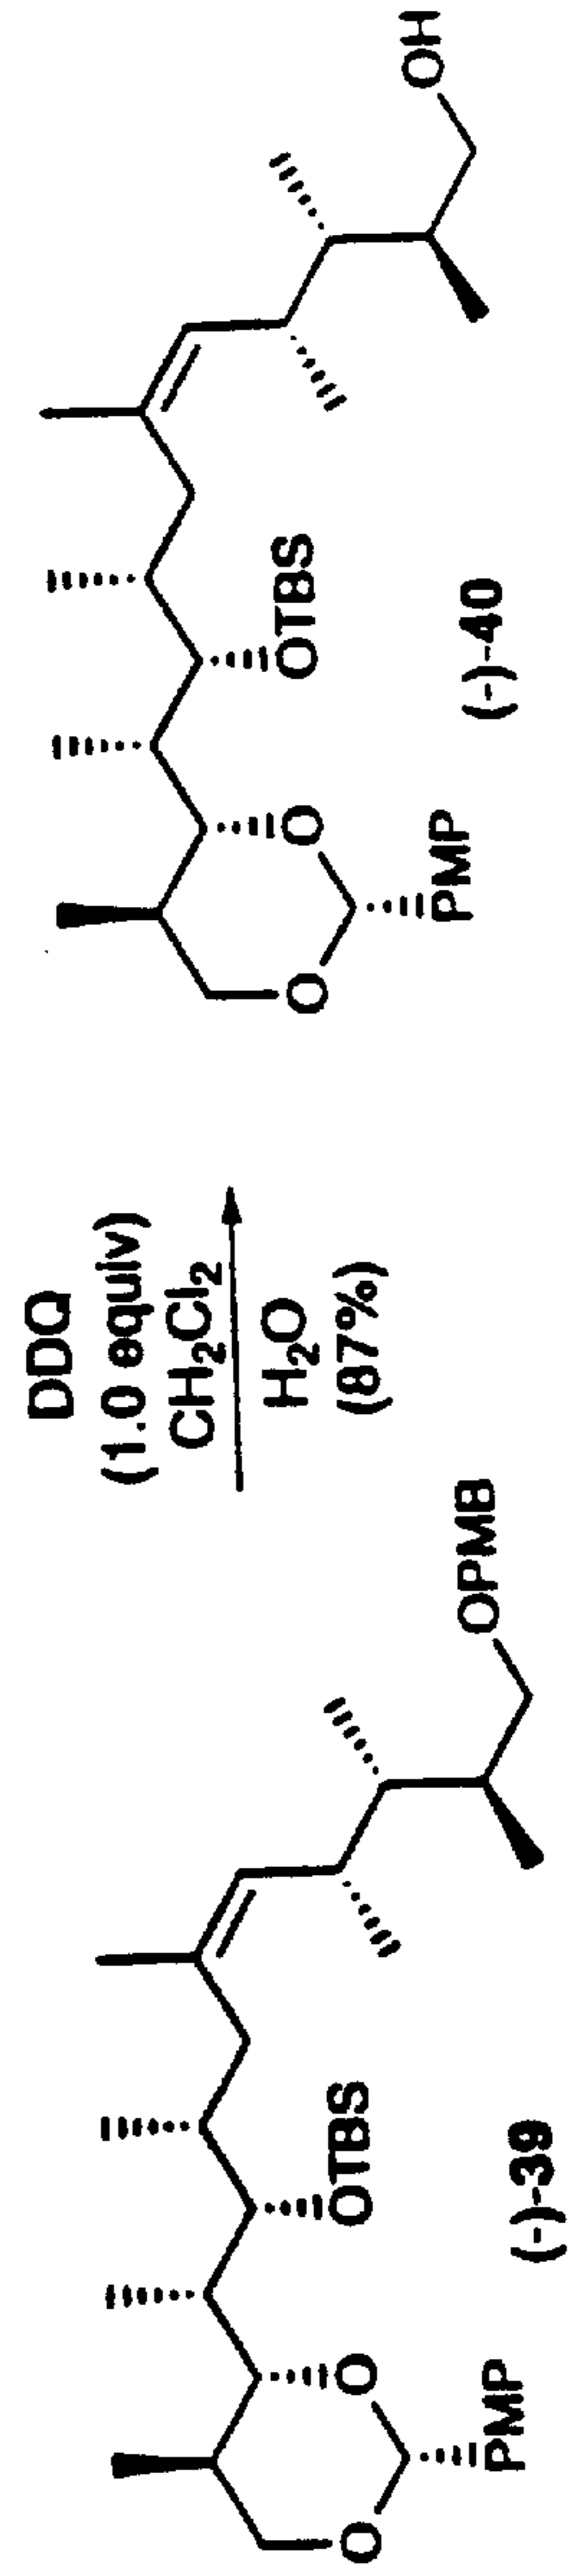 OTBS
OPMB
O
O
PMP
(-)-39
DDQ
(1.0 equiv)
CH₂Cl₂
H₂O
(87%)
OH
OTBS
O
O
PMP
(-)-40